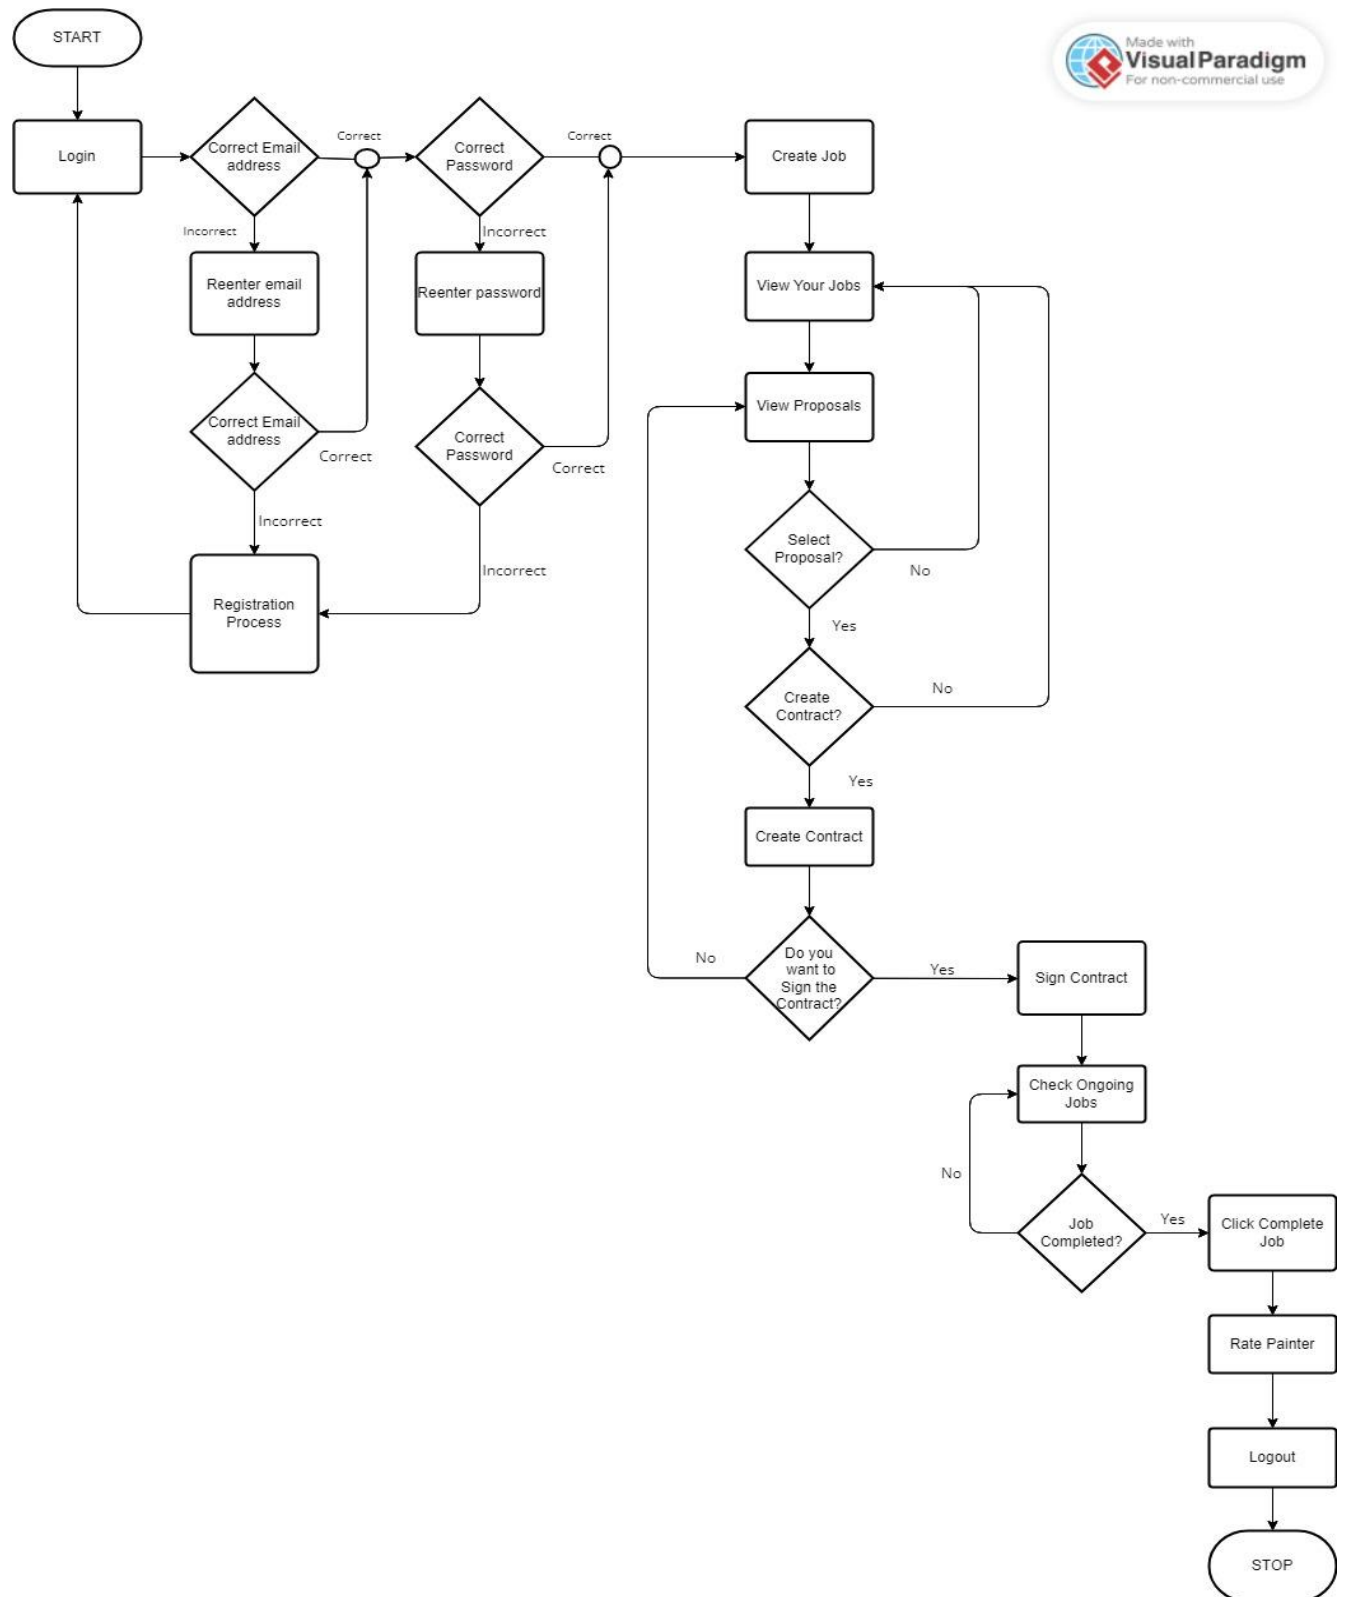 START
Made with
Visual Paradigm
For non-commercial use
Login
Correct Email
address
Correct
Correct
Password
Correct
Create Job
Incorrect
Reenter email
address
Incorrect
Reenter password
View Your Jobs
Correct Email
address
Correct
Correct
Password
Correct
View Proposals
Incorrect
Incorrect
Registration
Process
Select
Proposal?
No
Yes
Create
Contract?
No
Yes
Create Contract
Do you
want to
Sign the
Contract?
No
Yes
Sign Contract
Check Ongoing
Jobs
No
Job
Completed?
Yes
Click Complete
Job
Rate Painter
Logout
STOP